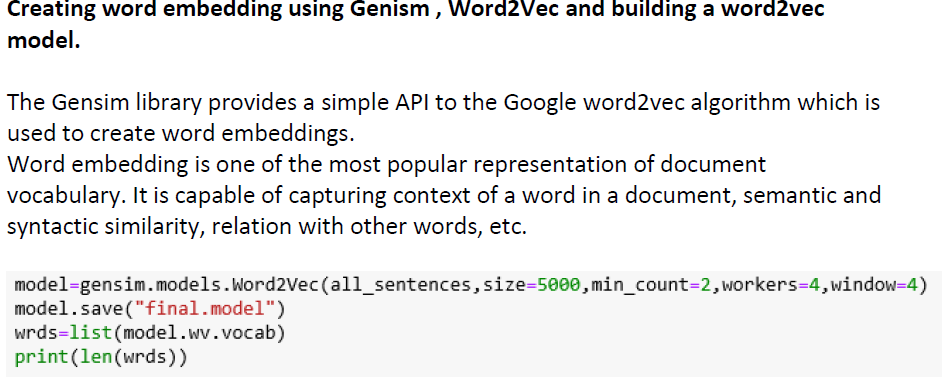 Creating word embedding using Genism , Word2Vec and building a word2vec
model.
The Gensim library provides a simple API to the Google word2vec algorithm which is
used to create word embeddings.
Word embedding is one of the most popular representation of document
vocabulary. It is capable of capturing context of a word in a document, semantic and
syntactic similarity, relation with other words, etc.
model=gensim.models.Word2Vec(all_sentences,size=5000,min_count=2,workers=4,window=4)
model.save("final.model")
wrds=list(model.wv.vocab)
print(len(wrds))